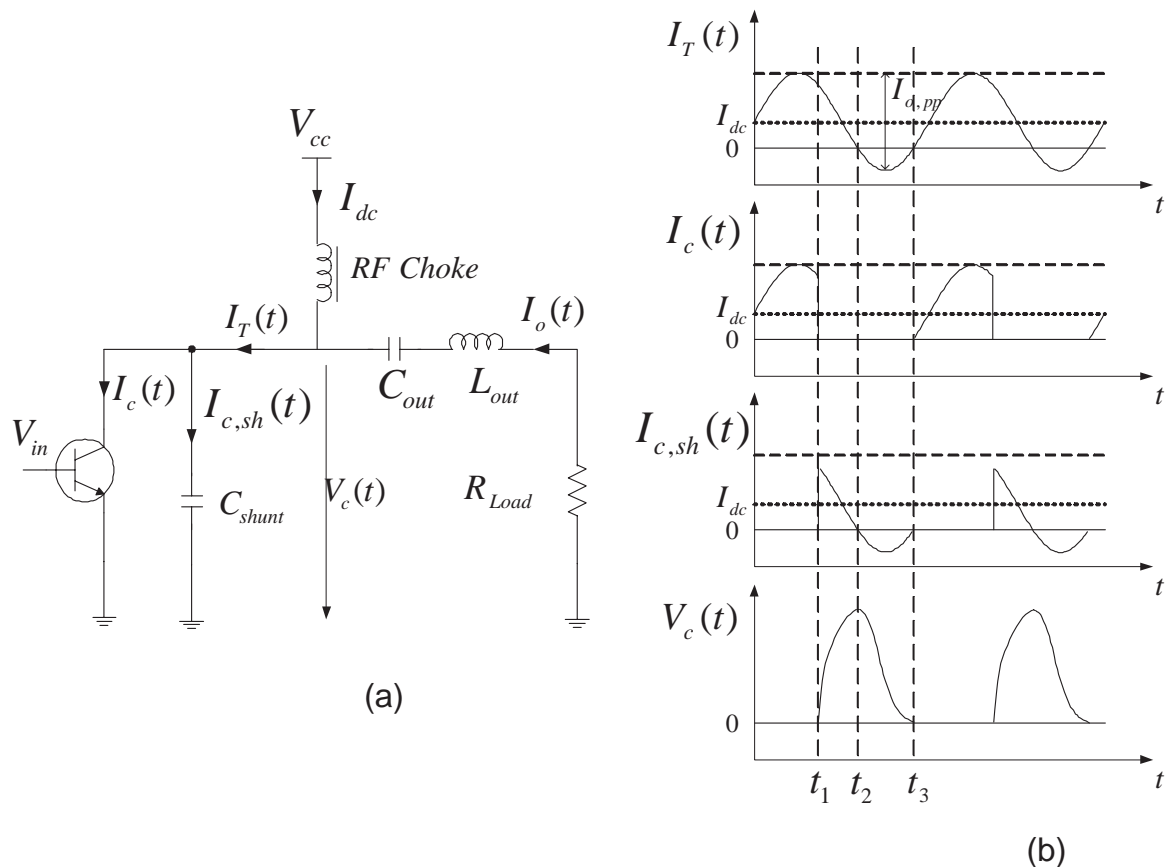 V_cc
I_dc
RF Choke
I_T(t)
I_o(t)
C_out
L_out
I_c(t)
I_c,sh(t)
V_in
C_shunt
V_c(t)
R_Load
(a)
I_T(t)
I_o,pp
I_dc
0
t
I_c(t)
I_dc
0
t
I_c,sh(t)
I_dc
0
t
V_c(t)
0
t_1 t_2 t_3 t
(b)